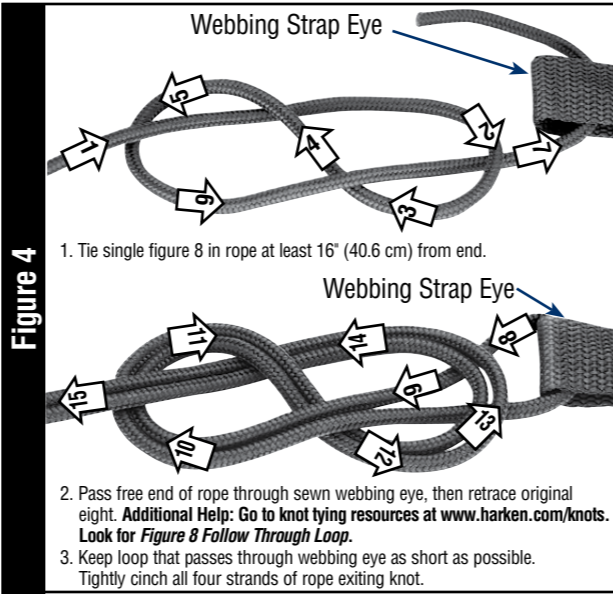 Figure 4
Webbing Strap Eye
1
2
3
4
5
6
7
1. Tie single figure 8 in rope at least 16" (40.6 cm) from end.
Webbing Strap Eye
8
9
10
11
12
13
14
15
2. Pass free end of rope through sewn webbing eye, then retrace original
eight. Additional Help: Go to knot tying resources at www.harken.com/knots.
Look for Figure 8 Follow Through Loop.
3. Keep loop that passes through webbing eye as short as possible.
Tightly cinch all four strands of rope exiting knot.